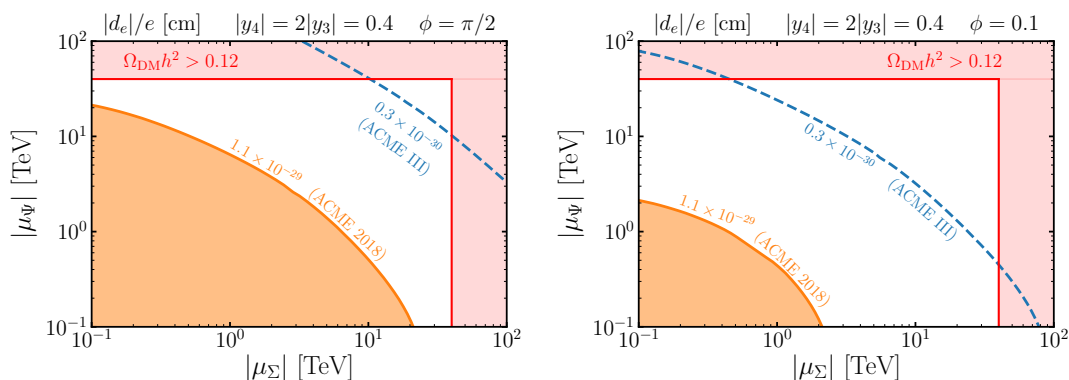 |d_e|/e [cm] |y_4| = 2|y_3| = 0.4 ϕ = π/2
10^2
10^1
10^0
10^{-1}
|μ_Ψ| [TeV]
Ω_{DM}h^2 > 0.12
0.3 × 10^{-30}
(ACME III)
1.1 × 10^{-29} (ACME 2018)
10^{-1} 10^0 10^1 10^2
|μ_Σ| [TeV]
|d_e|/e [cm] |y_4| = 2|y_3| = 0.4 ϕ = 0.1
10^2
10^1
10^0
10^{-1}
|μ_Ψ| [TeV]
Ω_{DM}h^2 > 0.12
0.3 × 10^{-30} (ACME III)
1.1 × 10^{-29} (ACME 2018)
10^{-1} 10^0 10^1 10^2
|μ_Σ| [TeV]